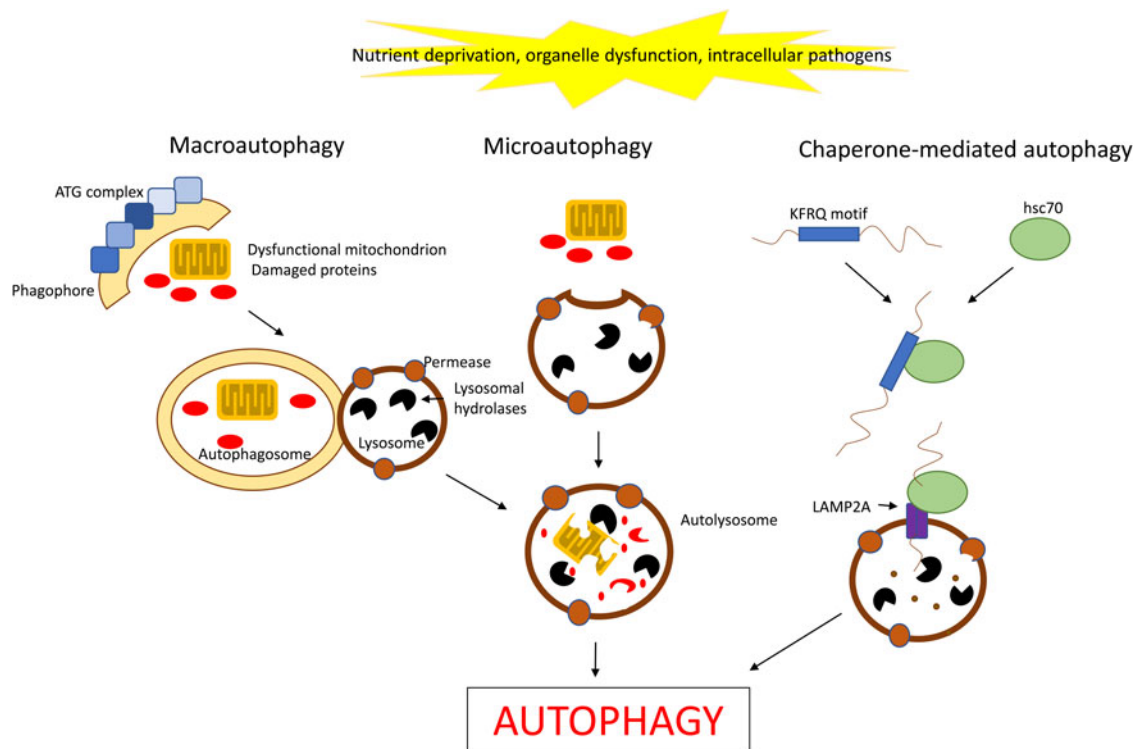 Nutrient deprivation, organelle dysfunction, intracellular pathogens
Macroautophagy
Microautophagy
Chaperone-mediated autophagy
ATG complex
KFRQ motif
hsc70
Dysfunctional mitochondrion
Damaged proteins
Phagophore
Permease
Lysosomal
hydrolases
Lysosome
Autophagosome
LAMP2A
Autolysosome
AUTOPHAGY